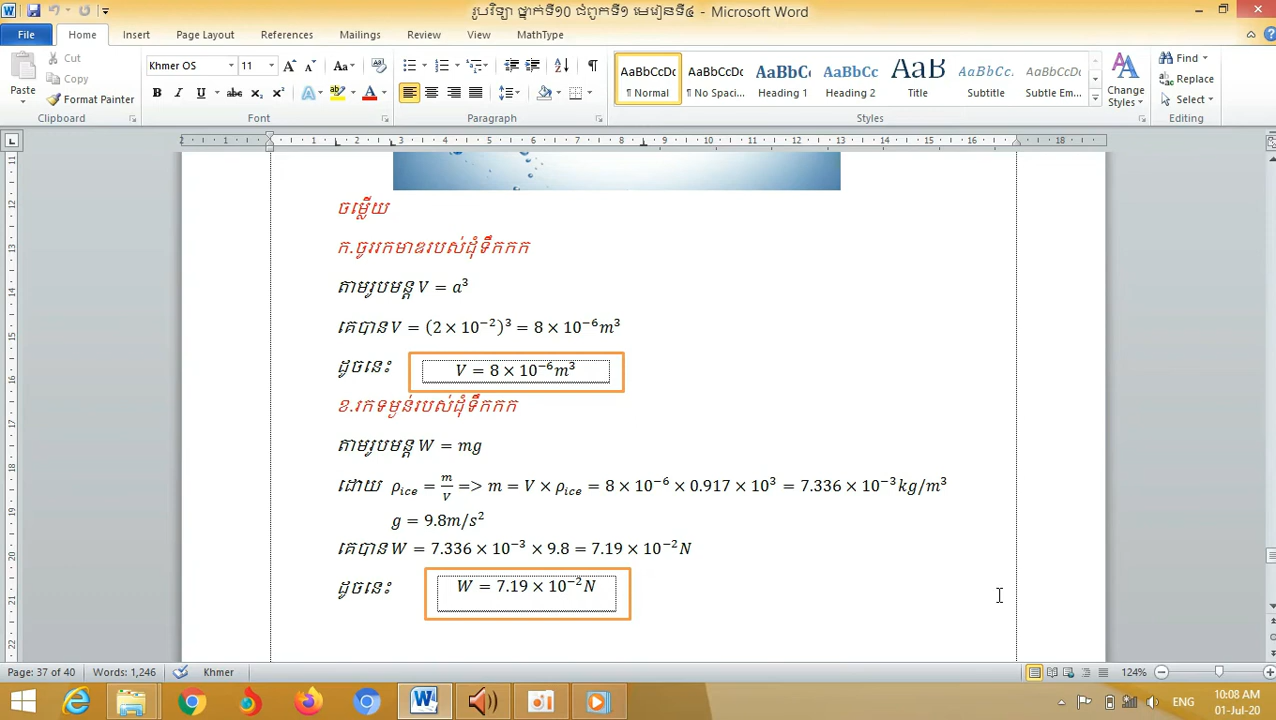 រូបវិទ្យា ថ្នាក់ទី10 ជំពូកទី១ មេរៀនទី៤ - Microsoft Word
File Home Insert Page Layout References Mailings Review View MathType
Cut
Copy
Paste
Format Painter
Khmer OS 11
AaBbCcDc AaBbCcDc AaBbCc AaBbCc AaB AaBbCc. AaBbCcDc
¶ Normal ¶ No Spaci... Heading 1 Heading 2 Title Subtitle Subtle Em...
Change Styles
Find
Replace
Select
Clipboard Font Paragraph Styles Editing
ចម្លើយ
ក.ចូររកមាឌរបស់ដុំទឹកកក
តាមរូបមន្ត V = a³
គេបាន V = (2 × 10⁻²)³ = 8 × 10⁻⁶m³
ដូចនេះ V = 8 × 10⁻⁶m³
ខ.រកទម្ងន់របស់ដុំទឹកកក
តាមរូបមន្ត W = mg
ដោយ ρice = m/v => m = V × ρice = 8 × 10⁻⁶ × 0.917 × 10³ = 7.336 × 10⁻³kg/m³
g = 9.8m/s²
គេបាន W = 7.336 × 10⁻³ × 9.8 = 7.19 × 10⁻²N
ដូចនេះ W = 7.19 × 10⁻²N
Page: 37 of 40 Words: 1,246 Khmer 124%
ENG 10:08 AM
01-Jul-20